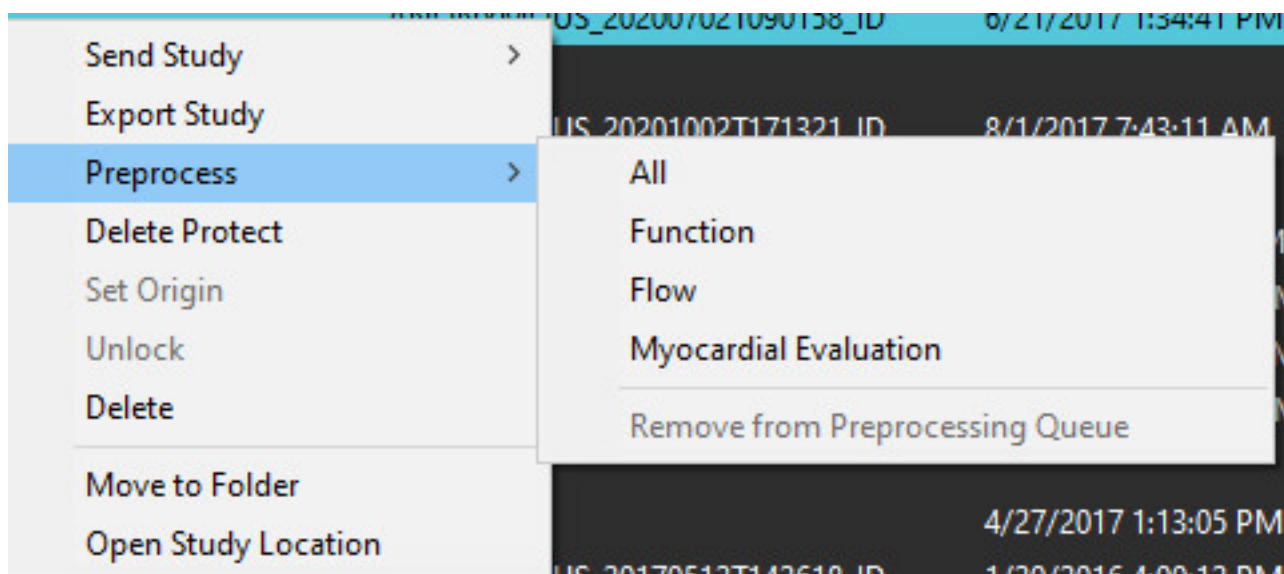 US_202007021090158_ID 6/21/2017 1:34:41 PM
Send Study
Export Study
US_20201002T171321_ID 8/1/2017 7:43:11 AM
Preprocess
All
Delete Protect
Function
Set Origin
Flow
Unlock
Myocardial Evaluation
Delete
Remove from Preprocessing Queue
Move to Folder
4/27/2017 1:13:05 PM
Open Study Location